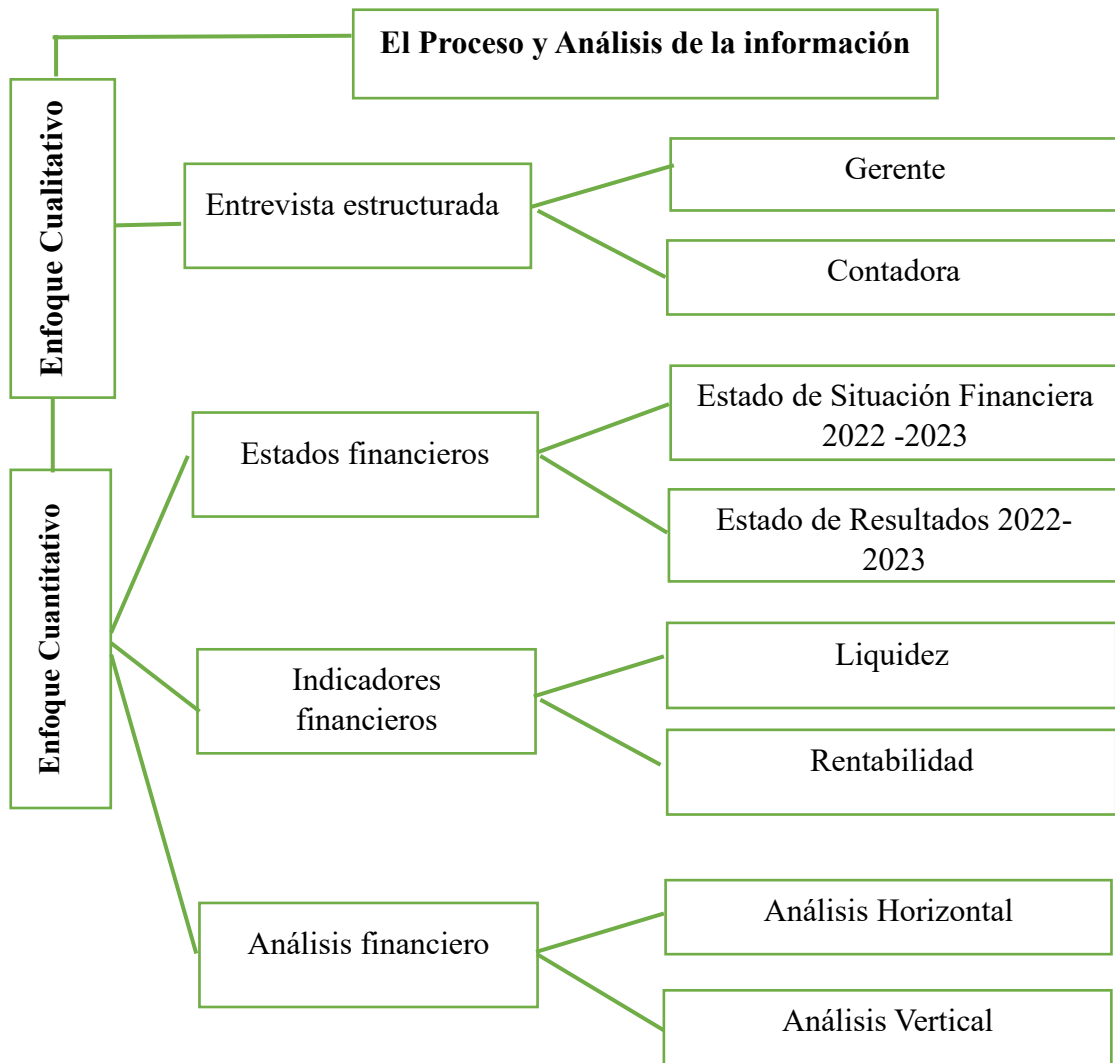 El Proceso y Análisis de la información
Enfoque Cualitativo
Entrevista estructurada
Gerente
Contadora
Enfoque Cuantitativo
Estados financieros
Estado de Situación Financiera
2022 -2023
Estado de Resultados 2022-
2023
Indicadores
financieros
Liquidez
Rentabilidad
Análisis financiero
Análisis Horizontal
Análisis Vertical